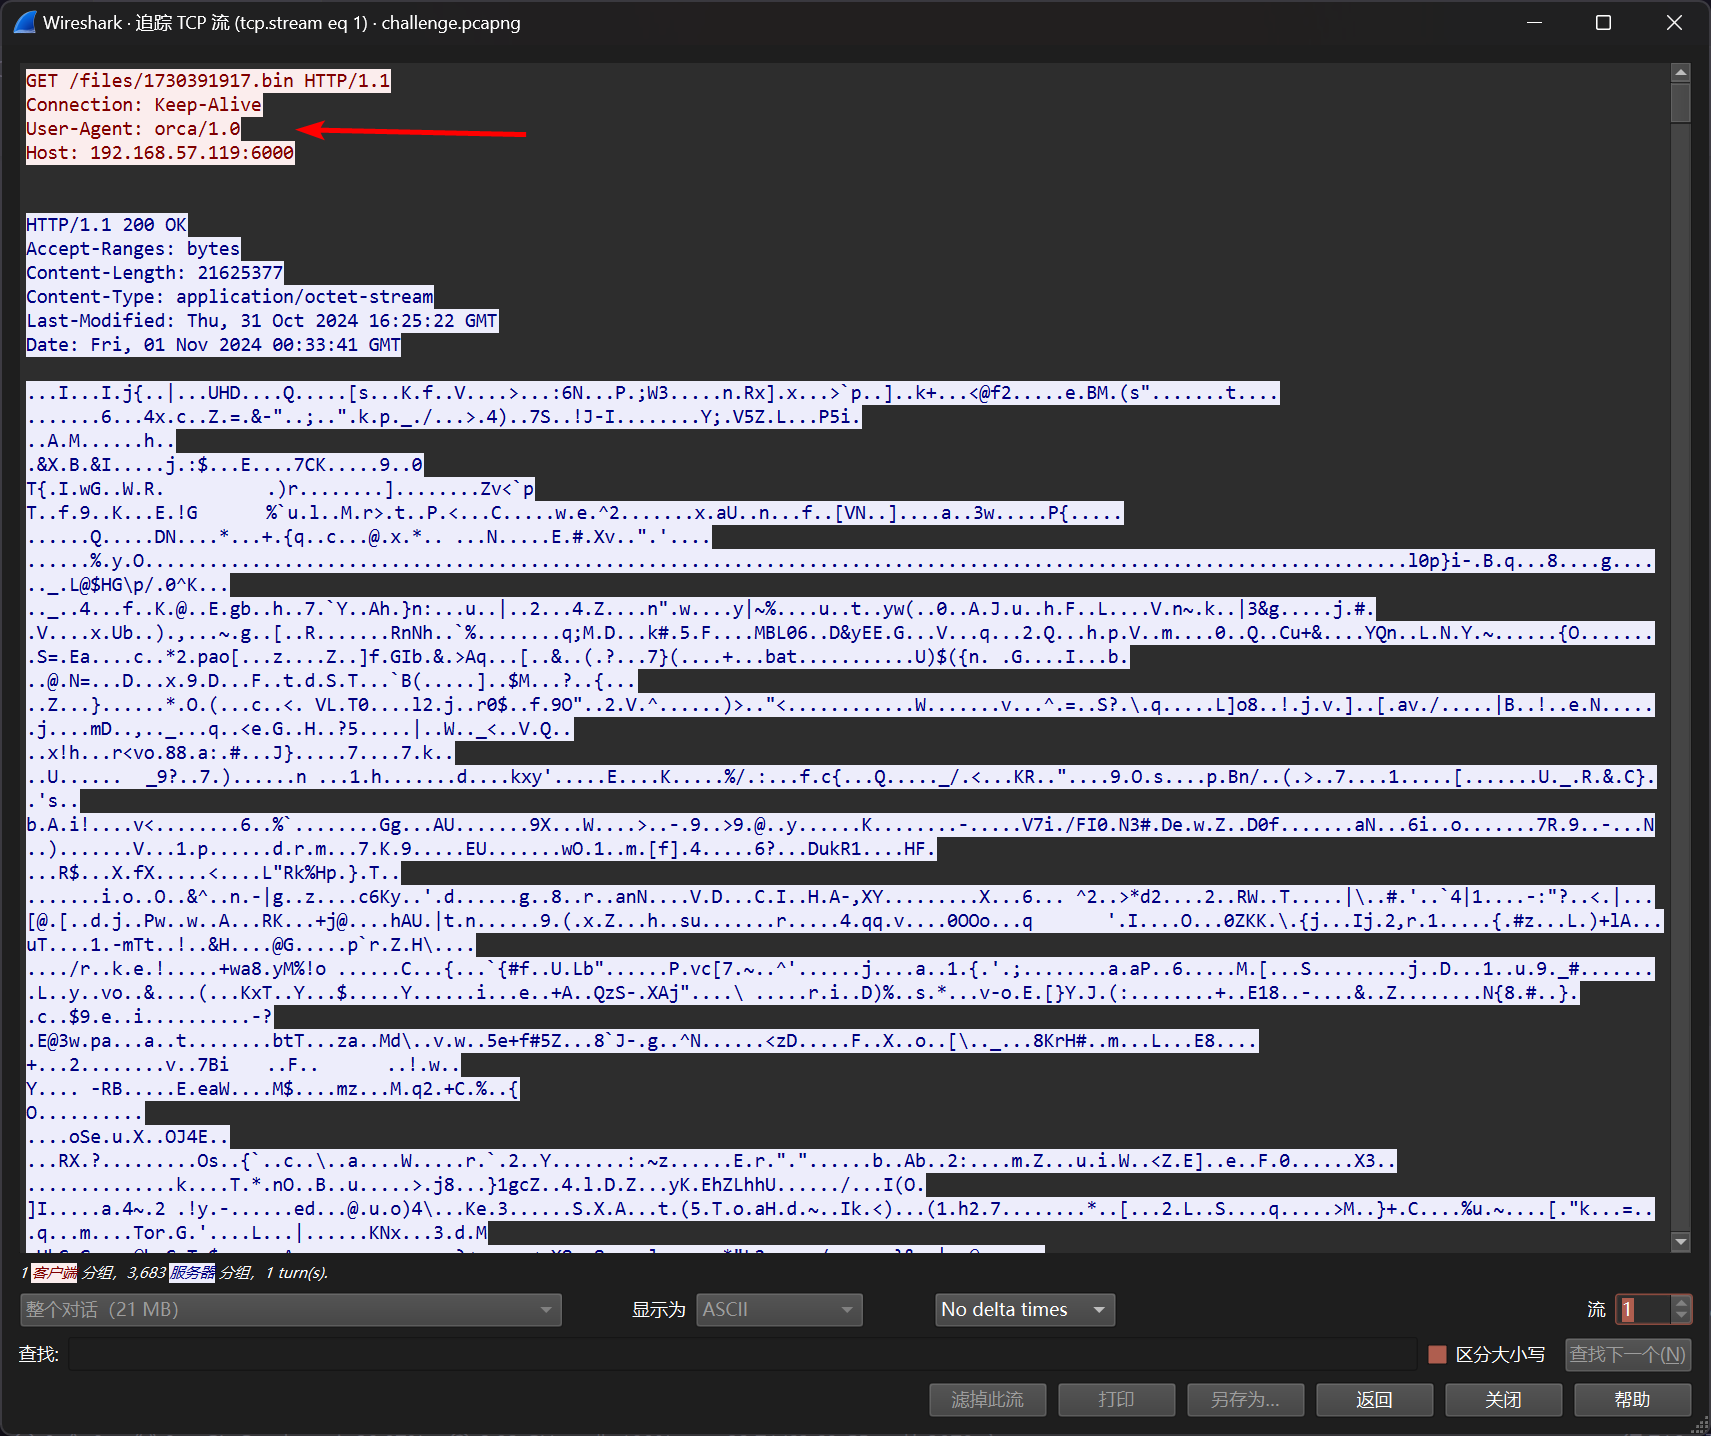 Wireshark · 追踪 TCP 流 (tcp.stream eq 1) · challenge.pcapng
GET /files/1730391917.bin HTTP/1.1
Connection: Keep-Alive
User-Agent: orca/1.0
Host: 192.168.57.119:6000
HTTP/1.1 200 OK
Accept-Ranges: bytes
Content-Length: 21625377
Content-Type: application/octet-stream
Last-Modified: Thu, 31 Oct 2024 16:25:22 GMT
Date: Fri, 01 Nov 2024 00:33:41 GMT
...I...I.j{..|...UHD....Q.....[s...K.f..V....>...:6N...P.;W3.....n.Rx].x...>`p..]..k+...<@f2.....e.BM.(s".......t....
.......6...4x.c..Z.=.&-"..;..".k.p._./...>.4)..7S..!J-I........Y;.V5Z.L...P5i.
..A.M......h..
.&X.B.&I.....j.:$...E....7CK.....9..0
T{.I.wG..W.R. .)r........]........Zv<`p
T..f.9..K...E.!G %`u.l..M.r>.t..P.<...C.....w.e.^2.......x.aU..n...f..[VN..]....a..3w.....P{.....
......Q.....DN....*...+.{q..c...@.x.*.. ...N.....E.#.Xv..".'....
.._.L@$HG\p/.0^K...
.._..4...f..K.@..E.gb..h..7.`Y..Ah.}n:...u..|..2...4.Z....n".w....y|~%....u..t..yw(..0..A.J.u..h.F..L....V.n~.k..|3&g.....j.#.
.V....x.Ub..).,...~.g..[..R.......RnNh..`%........q;M.D...k#.5.F....MBL06..D&yEE.G...V...q...2.Q...h.p.V..m....0..Q..Cu+&....YQn..L.N.Y.~......{O.......
.S=.Ea....c..*2.pao[...z....Z..]f.GIb.&.>Aq...[..&..(.?...7}(....+...bat...........U)$({n. .G....I...b.
..@.N=...D...x.9.D...F..t.d.S.T...`B(.....]..$M...?..{...
..Z...}......*.O.(...c..<. VL.T0....l2.j..r0$..f.9O"..2.V.^......)>.."<............W.......v...^.=..S?.\.q.....L]o8..!.j.v.]..[.av./.....|B..!..e.N.....
.j....mD..,.._...q..<e.G..H..?5.....|..W.._<..V.Q..
..x!h...r<vo.88.a:.#...J}.....7....7.k..
..U...... _9?..7.)......n ...1.h.......d....kxy'.....E....K.....%/.:...f.c{...Q....._/.<...KR.."....9.O.s....p.Bn/..(.>..7....1.....[.......U._.R.&.C}.
.'s..
b.A.i!....v<........6..%`........Gg...AU.......9X...W....>..-.9..>9.@..y......K........-.....V7i./FI0.N3#.De.w.Z..D0f.......aN...6i..o.......7R.9..-...N
..).......V...1.p......d.r.m...7.K.9.....EU.......wO.1..m.[f].4.....6?...DukR1....HF.
...R$...X.fX.....<....L"Rk%Hp.}.T..
.......i.o..O..&^..n.-|g..z....c6Ky..'.d......g..8..r..anN....V.D...C.I..H.A-,XY.........X...6... ^2..>*d2....2..RW..T.....|\..#.'..`4|1....-:"?..<.|...
[@.[..d.j..Pw..w..A...RK...+j@....hAU.|t.n......9.(.x.Z...h..su.......r.....4.qq.v....0OOo...q '.I....O...0ZKK.\.{j...Ij.2,r.1.....{.#z...L.)+lA...
uT....1.-mTt..!..&H....@G.....p`r.Z.H\....
..../r..k.e.!.....+wa8.yM%!o ......C...{...`{#f..U.Lb"......P.vc[7.~..^'......j....a..1.{.'.;........a.aP..6.....M.[...S.........j..D...1..u.9._#.......
.L..y..vo..&....(...KxT..Y...$.....Y......i...e..+A..QzS-.XAj"....\ .....r.i..D)%..s.*...v-o.E.[}Y.J.(:........+..E18..-....&..Z........N{8.#..}.
.c..$9.e..i..........-?
.E@3w.pa...a..t........btT...za..Md\..v.w..5e+f#5Z...8`J-.g..^N......<zD.....F..X..o..[\.._...8KrH#..m...L...E8....
+...2........v..7Bi ..F.. ..!.w..
Y.... -RB.....E.eaW....M$....mz...M.q2.+C.%..{
O..........
....oSe.u.X..OJ4E..
...RX.?.........Os..{`..c..\..a....W.....r.`.2..Y.......:.~z......E.r."."......b..Ab..2:....m.Z...u.i.W..<Z.E]..e..F.0......X3..
..............k....T.*.nO..B..u.....>.j8...}1gcZ..4.l.D.Z...yK.EhZLhhU....../...I(O.
]I.....a.4~.2 .!y.-......ed...@.u.o)4\...Ke.3......S.X.A...t.(5.T.o.aH.d.~..Ik.<)...(1.h2.7........*..[...2.L..S....q.....>M..}+.C....%u.~....[."k...=..
.q...m....Tor.G.'....L...|......KNx...3.d.M
1 客户端 分组, 3,683 服务器 分组, 1 turn(s).
整个对话 (21 MB) 显示为 ASCII No delta times 流 1
查找: 区分大小写 查找下一个(N)
滤掉此流 打印 另存为... 返回 关闭 帮助